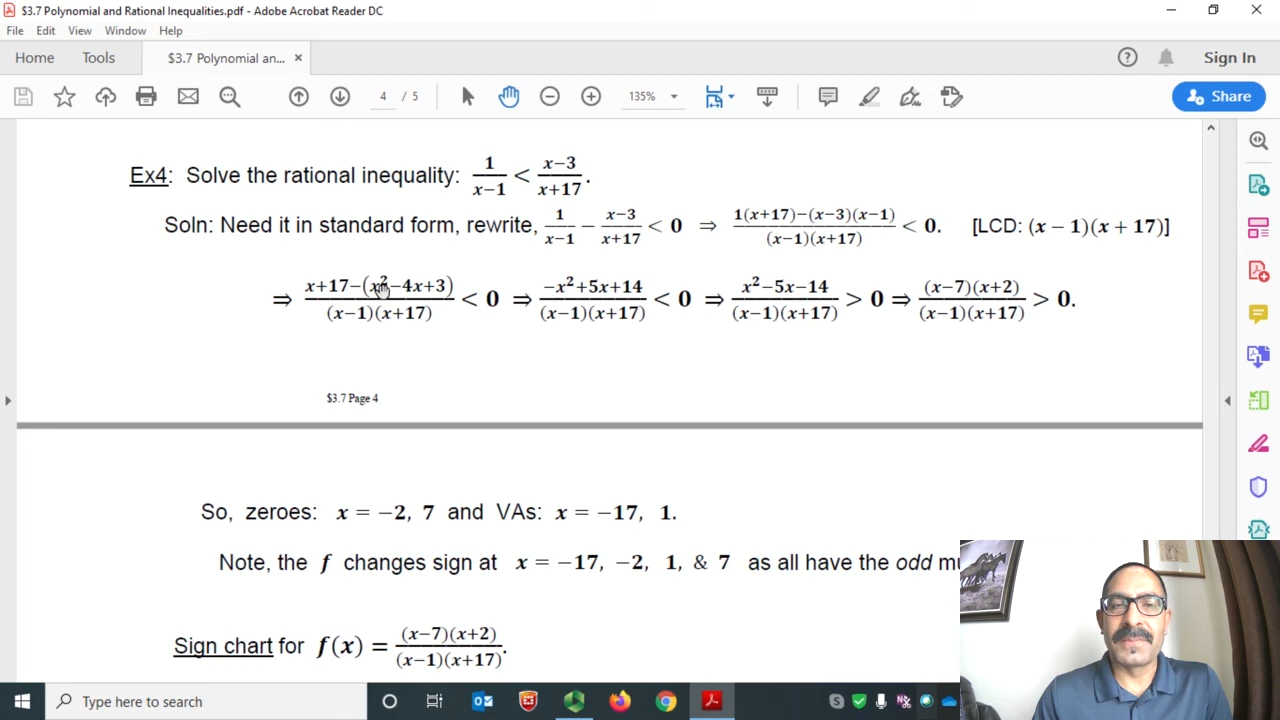 $3.7 Polynomial and Rational Inequalities.pdf - Adobe Acrobat Reader DC
File Edit View Window Help
Home Tools $3.7 Polynomial an... × Sign In
4 / 5 135% Share
Ex4: Solve the rational inequality: 1/(x−1) < (x−3)/(x+17).
Soln: Need it in standard form, rewrite, 1/(x−1) − (x−3)/(x+17) < 0 ⇒ (1(x+17)−(x−3)(x−1))/((x−1)(x+17)) < 0. [LCD: (x − 1)(x + 17)]
⇒ (x+17−(x²−4x+3))/((x−1)(x+17)) < 0 ⇒ (−x²+5x+14)/((x−1)(x+17)) < 0 ⇒ (x²−5x−14)/((x−1)(x+17)) > 0 ⇒ ((x−7)(x+2))/((x−1)(x+17)) > 0.
$3.7 Page 4
So, zeroes: x = −2, 7 and VAs: x = −17, 1.
Note, the f changes sign at x = −17, −2, 1, & 7 as all have the odd
Sign chart for f(x) = ((x−7)(x+2))/((x−1)(x+17)).
Type here to search